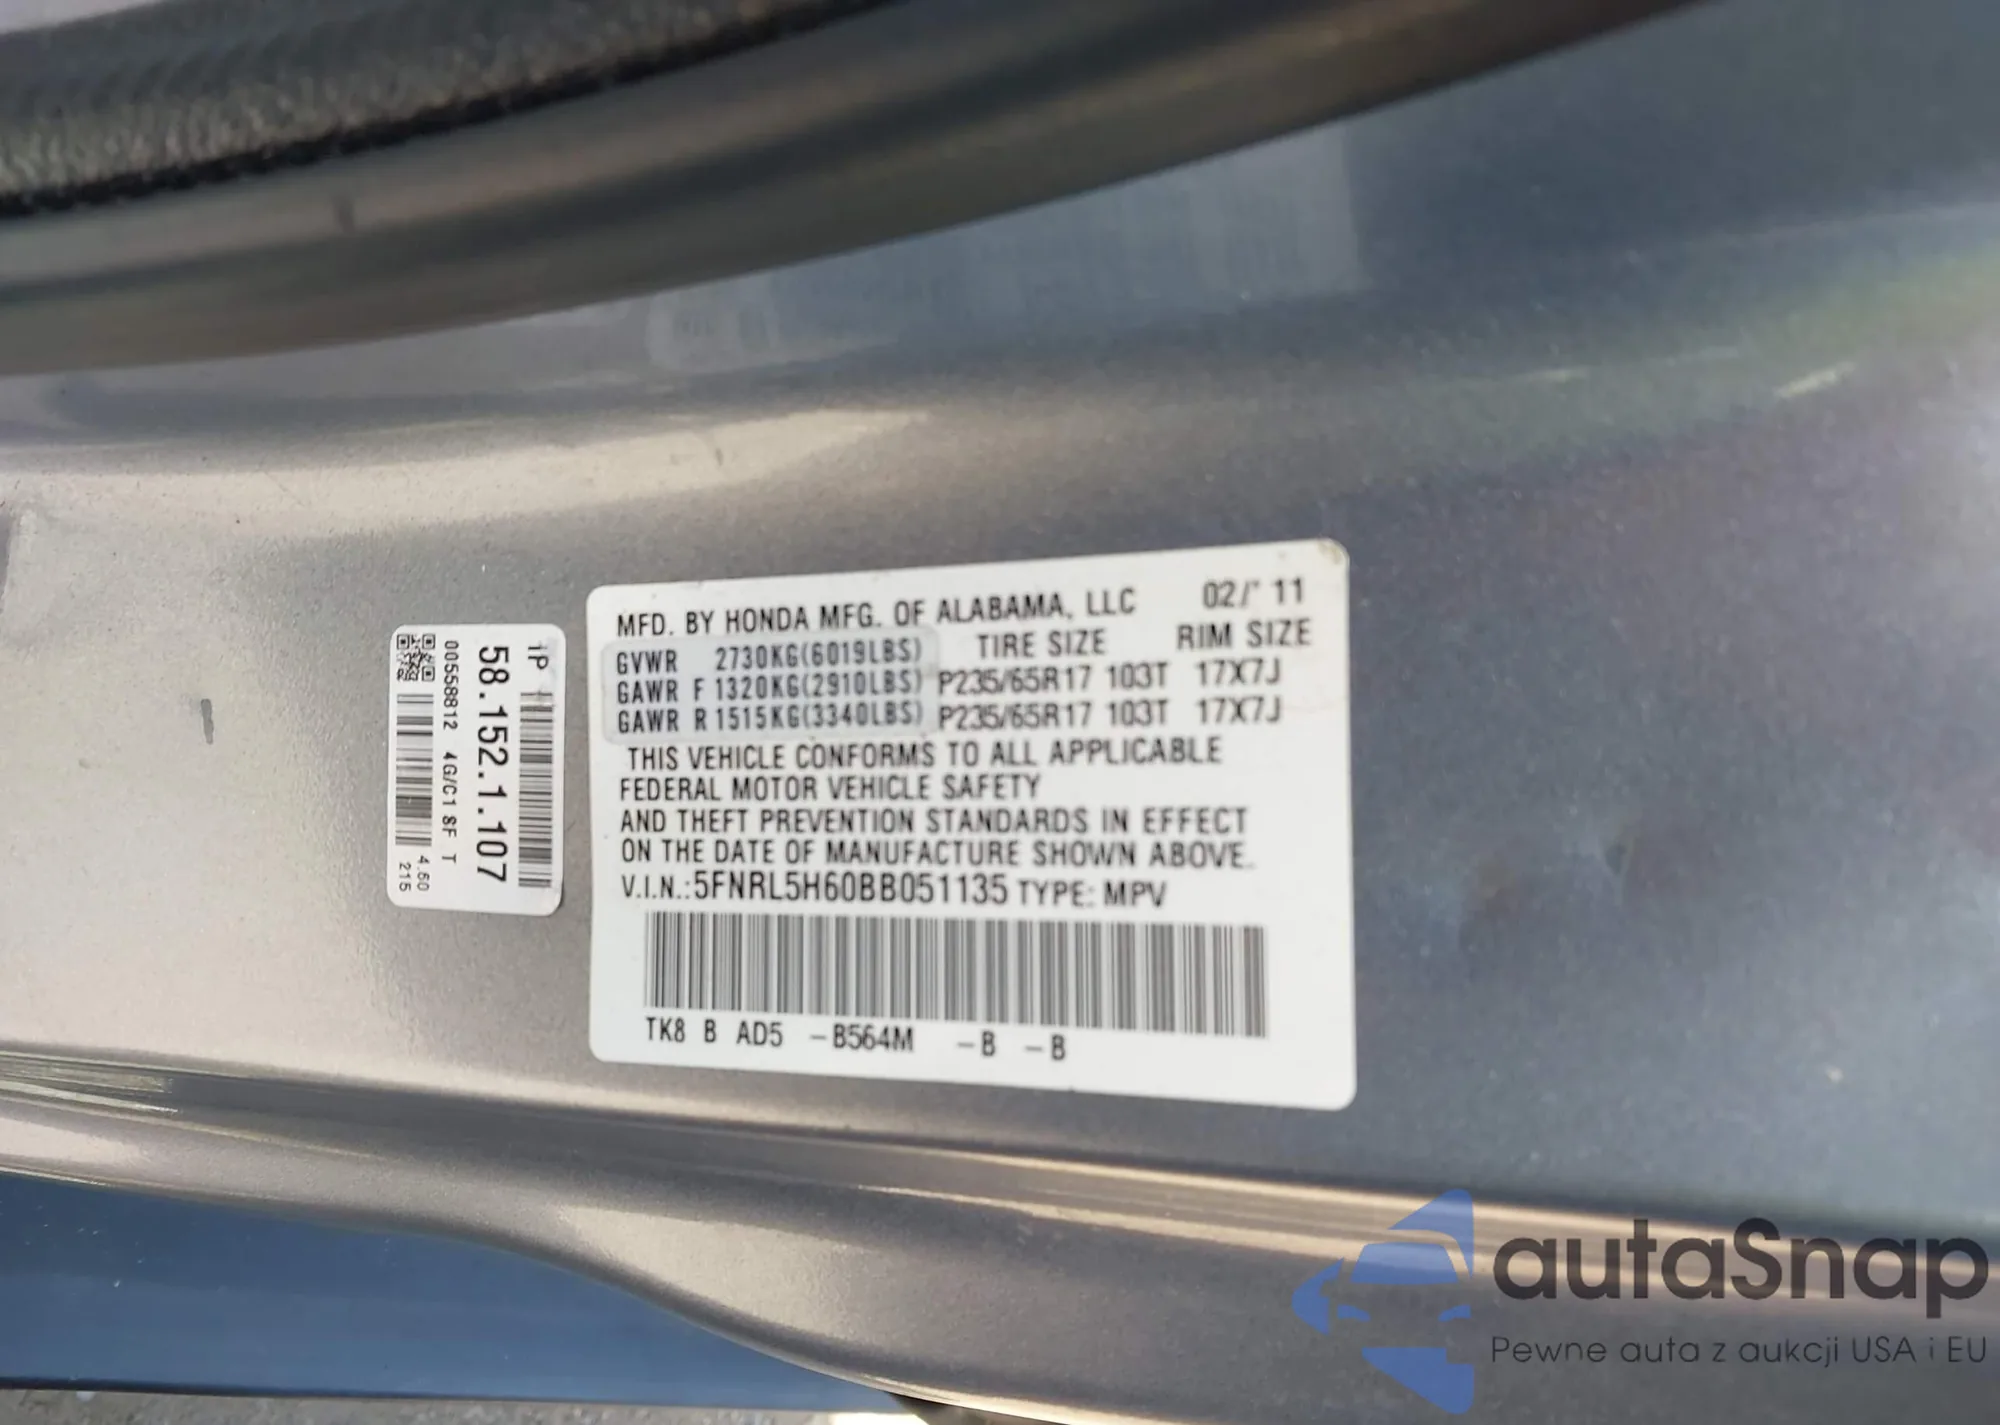 1P
58.152.1.107
00558812 4G/C1 8F T
4.60
215
MFD. BY HONDA MFG. OF ALABAMA, LLC 02/' 11
GVWR 2730KG(6019LBS) TIRE SIZE RIM SIZE
GAWR F 1320KG(2910LBS) P235/65R17 103T 17X7J
GAWR R 1515KG(3340LBS) P235/65R17 103T 17X7J
THIS VEHICLE CONFORMS TO ALL APPLICABLE
FEDERAL MOTOR VEHICLE SAFETY
AND THEFT PREVENTION STANDARDS IN EFFECT
ON THE DATE OF MANUFACTURE SHOWN ABOVE.
V.I.N.:5FNRL5H60BB051135 TYPE: MPV
TK8 B AD5 -B564M -B -B
autaSnap
Pewne auta z aukcji USA i EU